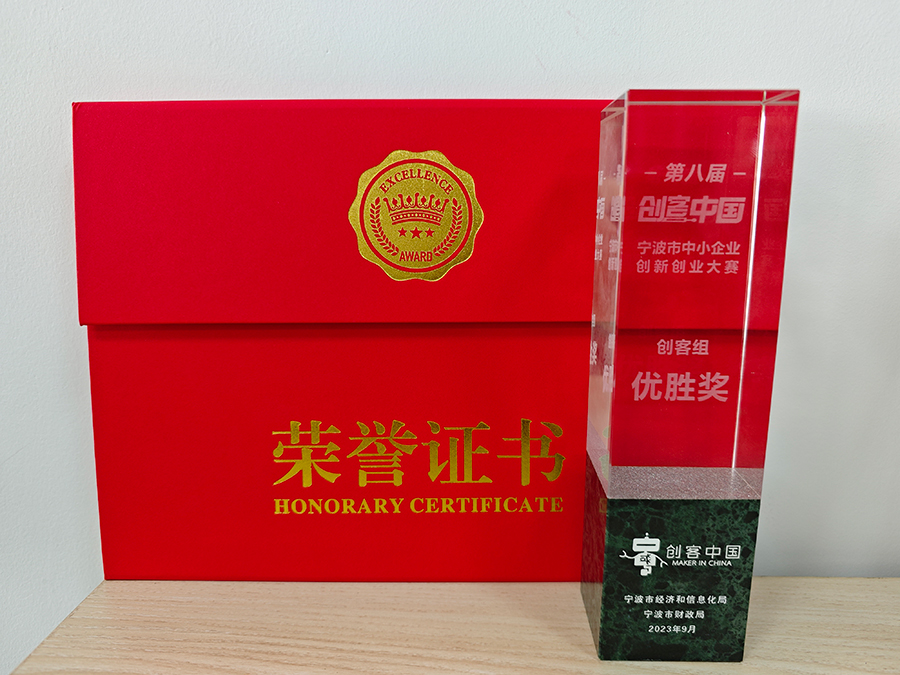 EXCELLENCE
AWARD
荣誉证书
HONORARY CERTIFICATE
第八届
创客中国
宁波市中小企业
创新创业大赛
创客组
优胜奖
创客中国
MAKER IN CHINA
宁波市经济和信息化局
宁波市财政局
2023年9月